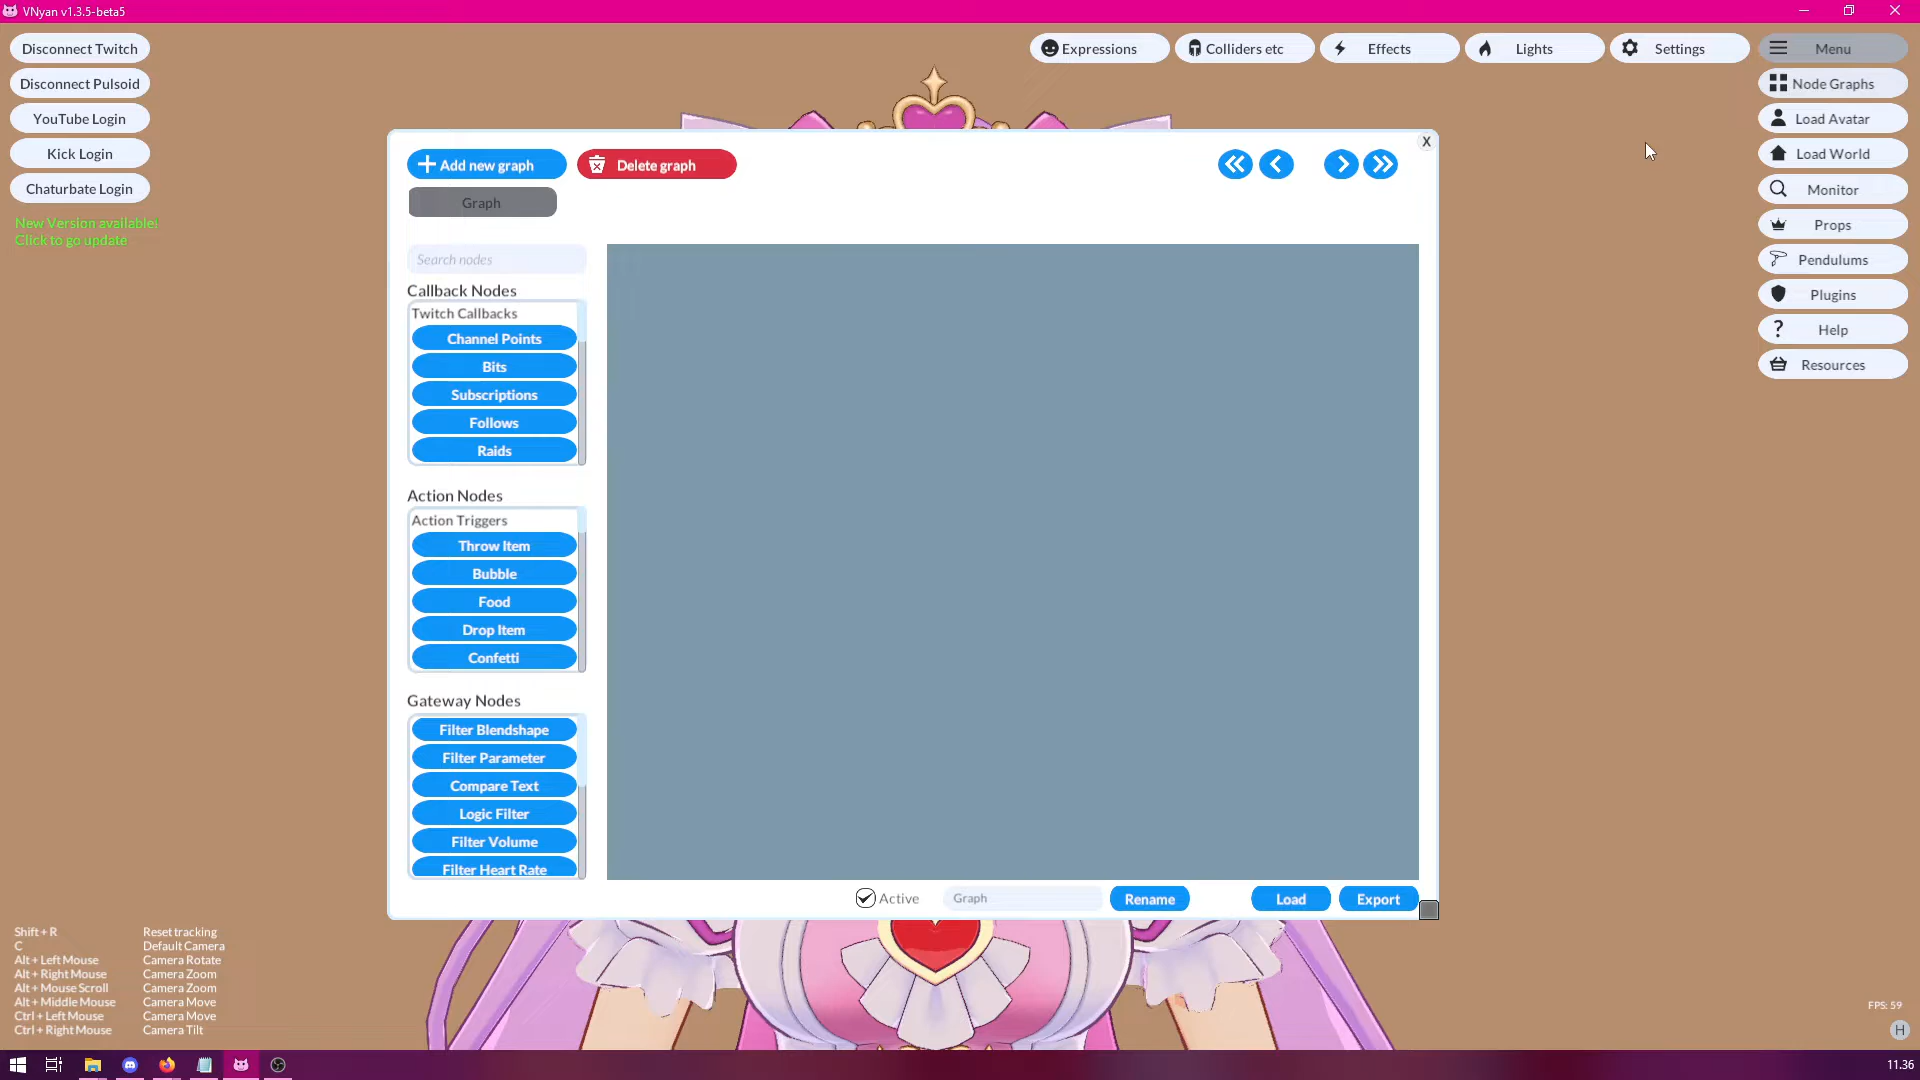 VNyan v1.3.5-beta5
Disconnect Twitch
Disconnect Pulsoid
YouTube Login
Kick Login
Chaturbate Login
New Version available!
Click to go update
Expressions
Colliders etc
Effects
Lights
Settings
Menu
Node Graphs
Load Avatar
Load World
Monitor
Props
Pendulums
Plugins
Help
Resources
X
Add new graph
Delete graph
Graph
Search nodes
Callback Nodes
Twitch Callbacks
Channel Points
Bits
Subscriptions
Follows
Raids
Action Nodes
Action Triggers
Throw Item
Bubble
Food
Drop Item
Confetti
Gateway Nodes
Filter Blendshape
Filter Parameter
Compare Text
Logic Filter
Filter Volume
Filter Heart Rate
Active
Graph
Rename
Load
Export
Shift + R Reset tracking
C Default Camera
Alt + Left Mouse Camera Rotate
Alt + Right Mouse Camera Zoom
Alt + Mouse Scroll Camera Zoom
Alt + Middle Mouse Camera Move
Ctrl + Left Mouse Camera Move
Ctrl + Right Mouse Camera Tilt
FPS: 59
H
11.36